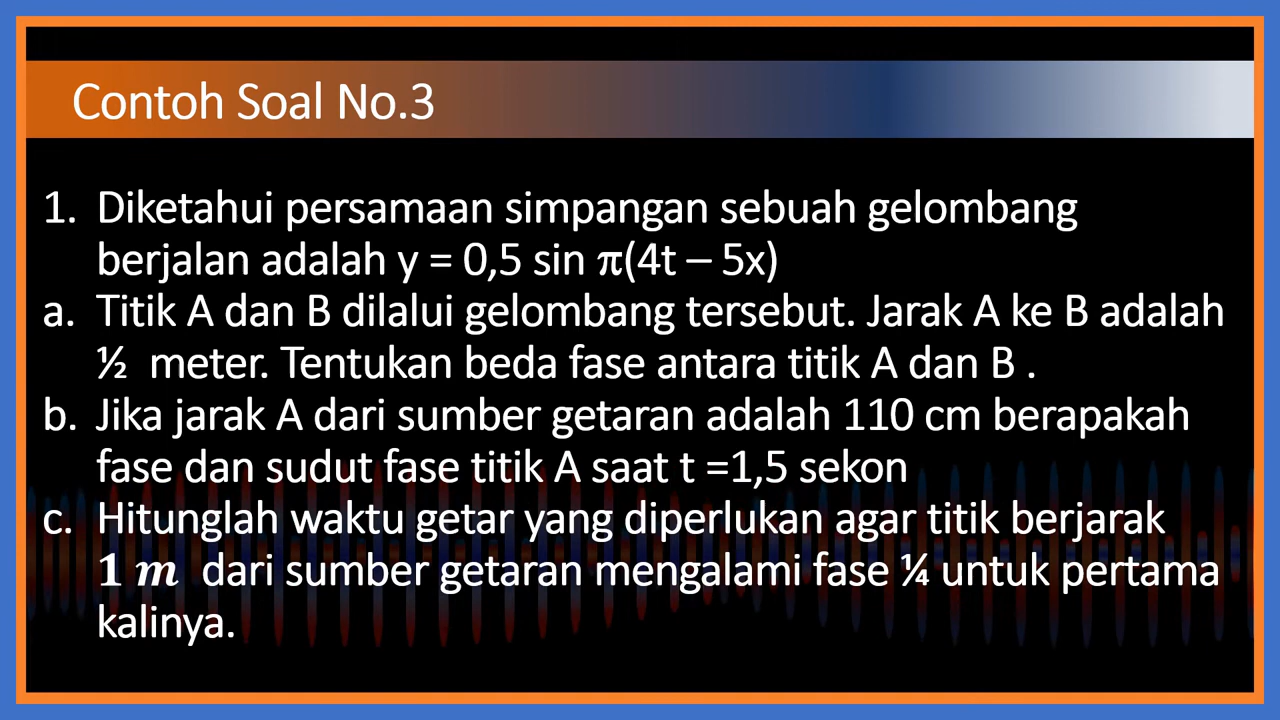 Contoh Soal No.3
1. Diketahui persamaan simpangan sebuah gelombang
berjalan adalah y = 0,5 sin π(4t – 5x)
a. Titik A dan B dilalui gelombang tersebut. Jarak A ke B adalah
½ meter. Tentukan beda fase antara titik A dan B .
b. Jika jarak A dari sumber getaran adalah 110 cm berapakah
fase dan sudut fase titik A saat t =1,5 sekon
c. Hitunglah waktu getar yang diperlukan agar titik berjarak
1 m dari sumber getaran mengalami fase ¼ untuk pertama
kalinya.